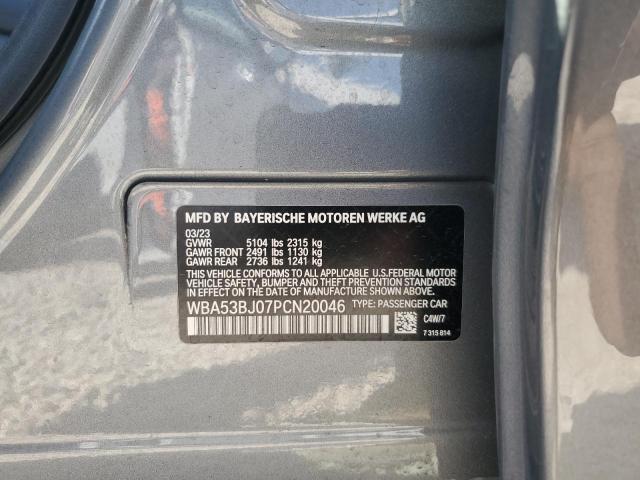 MFD BY BAYERISCHE MOTOREN WERKE AG
03/23
GVWR 5104 lbs 2315 kg
GAWR FRONT 2491 lbs 1130 kg
GAWR REAR 2736 lbs 1241 kg
THIS VEHICLE CONFORMS TO ALL APPLICABLE U.S.FEDERAL MOTOR
VEHICLE SAFETY, BUMPER, AND THEFT PREVENTION STANDARDS
IN EFFECT ON THE DATE OF MANUFACTURE SHOWN ABOVE.
WBA53BJ07PCN20046 TYPE: PASSENGER CAR
C4W/7
7 315 814